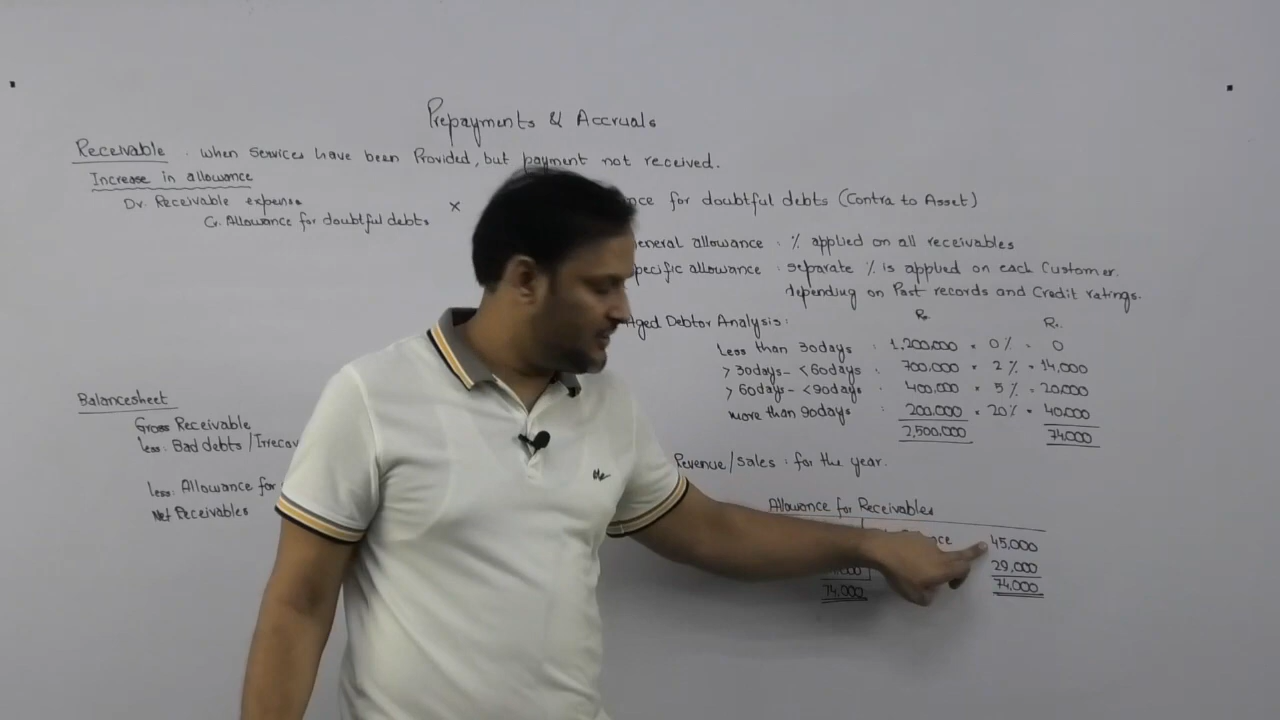 Prepayments & Accruals
Receivable . When Services have been Provided, but payment not received.
Increase in allowance
Dr. Receivable expense
Cr. Allowance for doubtful debts
×
for doubtful debts (Contra to Asset)
allowance : % applied on all receivables
allowance : separate % is applied on each Customer.
depending on Past records and Credit ratings.
Aged Debtor Analysis:
Rs. Rs.
Less than 30days : 1,200,000 × 0% = 0
> 30days - < 60days : 700,000 × 2% = 14,000
> 60days - < 90days : 400,000 × 5% = 20,000
more than 90days : 200,000 × 20% = 40,000
2,500,000 74,000
Revenue/Sales : for the year.
Balancesheet
Gross Receivable
less: Bad debts /
less: Allowance for
Net Receivables
Allowance for Receivables
45,000
29,000
74,000 74,000